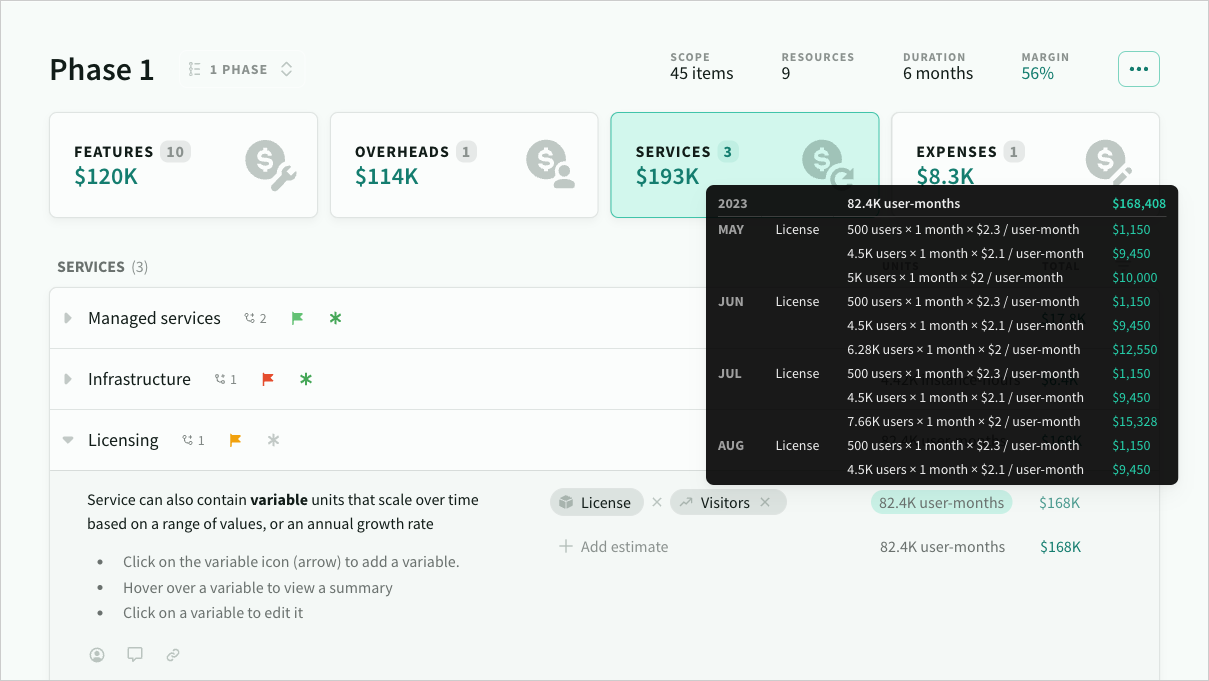 Phase 1
1 PHASE
SCOPE
45 items
RESOURCES
9
DURATION
6 months
MARGIN
56%
FEATURES 10
$120K
OVERHEADS 1
$114K
SERVICES 3
$193K
EXPENSES 1
$8.3K
2023 82.4K user-months $168,408
MAY License 500 users × 1 month × $2.3 / user-month $1,150
4.5K users × 1 month × $2.1 / user-month $9,450
5K users × 1 month × $2 / user-month $10,000
JUN License 500 users × 1 month × $2.3 / user-month $1,150
4.5K users × 1 month × $2.1 / user-month $9,450
6.28K users × 1 month × $2 / user-month $12,550
JUL License 500 users × 1 month × $2.3 / user-month $1,150
4.5K users × 1 month × $2.1 / user-month $9,450
7.66K users × 1 month × $2 / user-month $15,328
AUG License 500 users × 1 month × $2.3 / user-month $1,150
4.5K users × 1 month × $2.1 / user-month $9,450
SERVICES (3)
Managed services 2
Infrastructure 1
Licensing 1
Service can also contain variable units that scale over time
based on a range of values, or an annual growth rate
• Click on the variable icon (arrow) to add a variable.
• Hover over a variable to view a summary
• Click on a variable to edit it
License × Visitors × 82.4K user-months $168K
Add estimate 82.4K user-months $168K